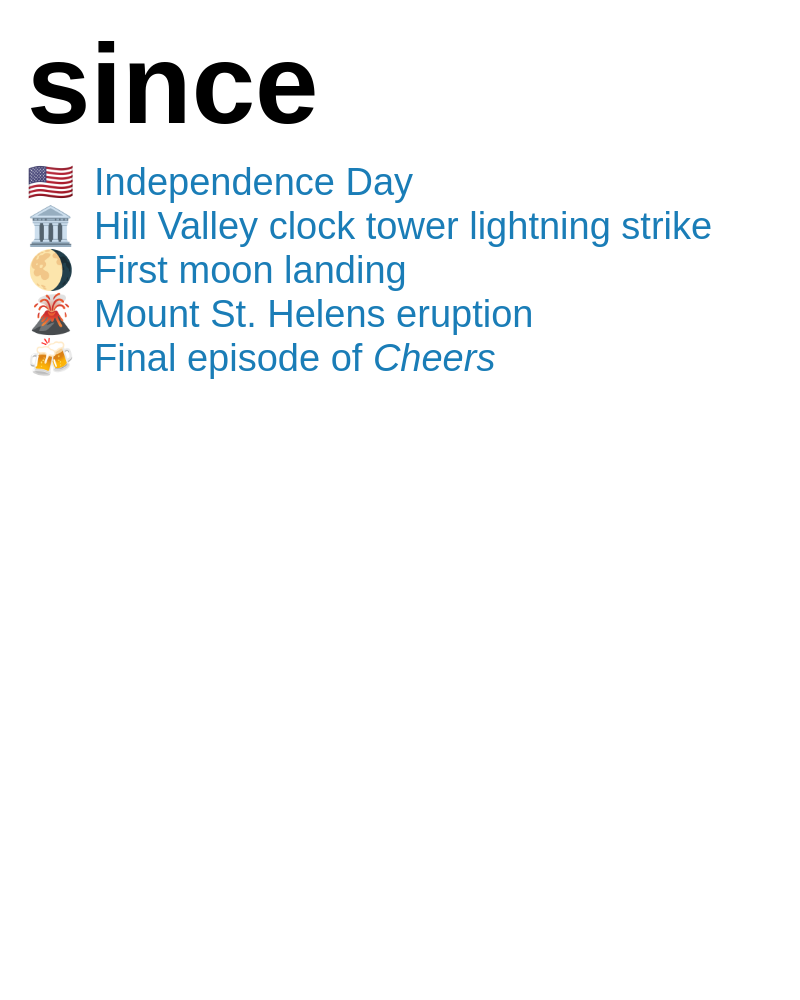 since
🇺🇸 Independence Day
🏛️ Hill Valley clock tower lightning strike
🌖 First moon landing
🌋 Mount St. Helens eruption
🍻 Final episode of Cheers